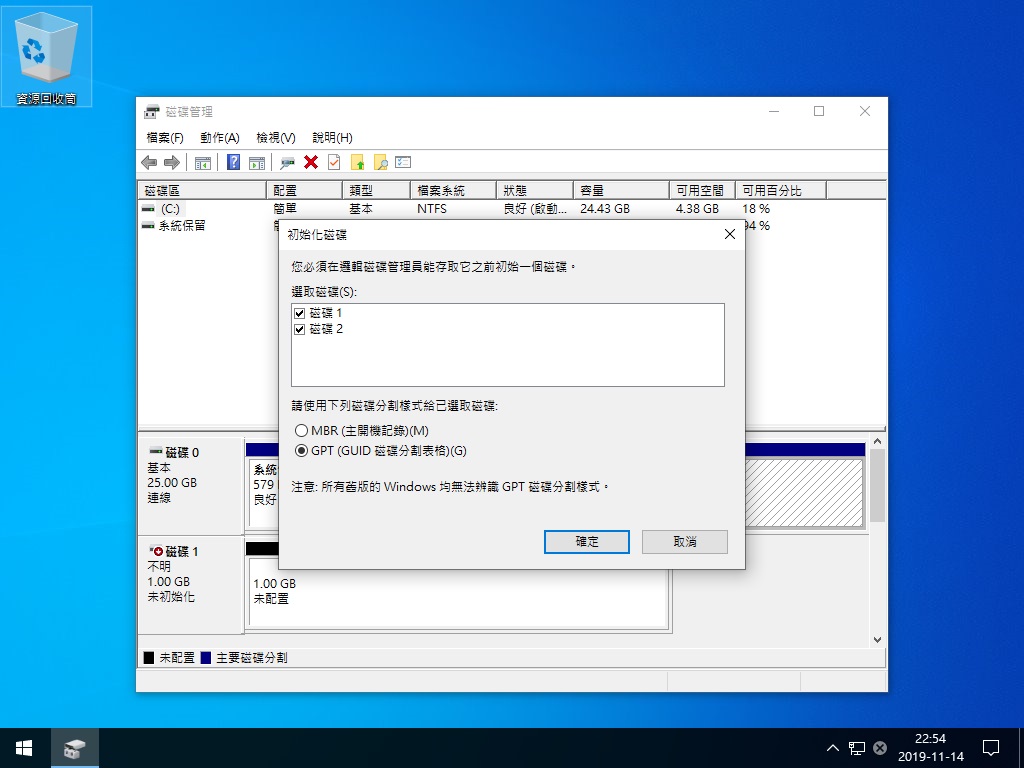 資源回收筒
磁碟管理
檔案(F) 動作(A) 檢視(V) 說明(H)
磁碟區 配置 類型 檔案系統 狀態 容量 可用空間 可用百分比
(C:) 簡單 基本 NTFS 良好 (啟動... 24.43 GB 4.38 GB 18 %
系統保留 94 %
初始化磁碟
您必須在邏輯磁碟管理員能存取它之前初始一個磁碟。
選取磁碟(S):
磁碟 1
磁碟 2
請使用下列磁碟分割樣式給已選取磁碟:
MBR (主開機記錄)(M)
GPT (GUID 磁碟分割表格)(G)
注意: 所有舊版的 Windows 均無法辨識 GPT 磁碟分割樣式。
確定 取消
磁碟 0
基本
25.00 GB
連線
系統
579
良好
磁碟 1
不明
1.00 GB
未初始化
1.00 GB
未配置
未配置 主要磁碟分割
22:54
2019-11-14